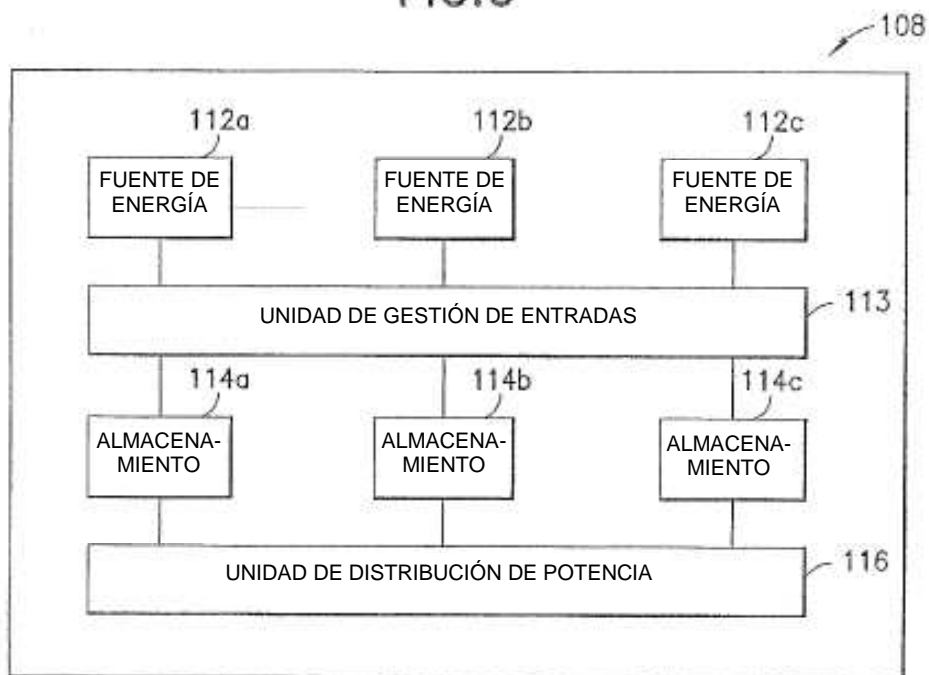 108
112a 112b 112c
FUENTE DE ENERGÍA
FUENTE DE ENERGÍA
FUENTE DE ENERGÍA
UNIDAD DE GESTIÓN DE ENTRADAS
113
114a 114b 114c
ALMACENA-
MIENTO
ALMACENA-
MIENTO
ALMACENA-
MIENTO
UNIDAD DE DISTRIBUCIÓN DE POTENCIA
116